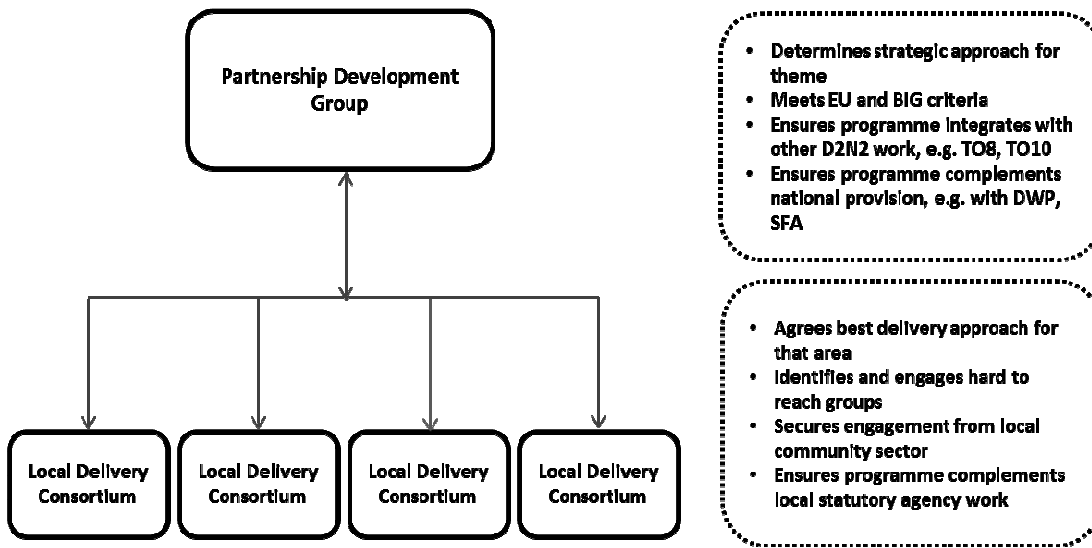 Partnership Development
Group
• Determines strategic approach for
theme
• Meets EU and BIG criteria
• Ensures programme integrates with
other D2N2 work, e.g. TO8, TO10
• Ensures programme complements
national provision, e.g. with DWP,
SFA
Local Delivery
Consortium
Local Delivery
Consortium
Local Delivery
Consortium
Local Delivery
Consortium
• Agrees best delivery approach for
that area
• Identifies and engages hard to
reach groups
• Secures engagement from local
community sector
• Ensures programme complements
local statutory agency work